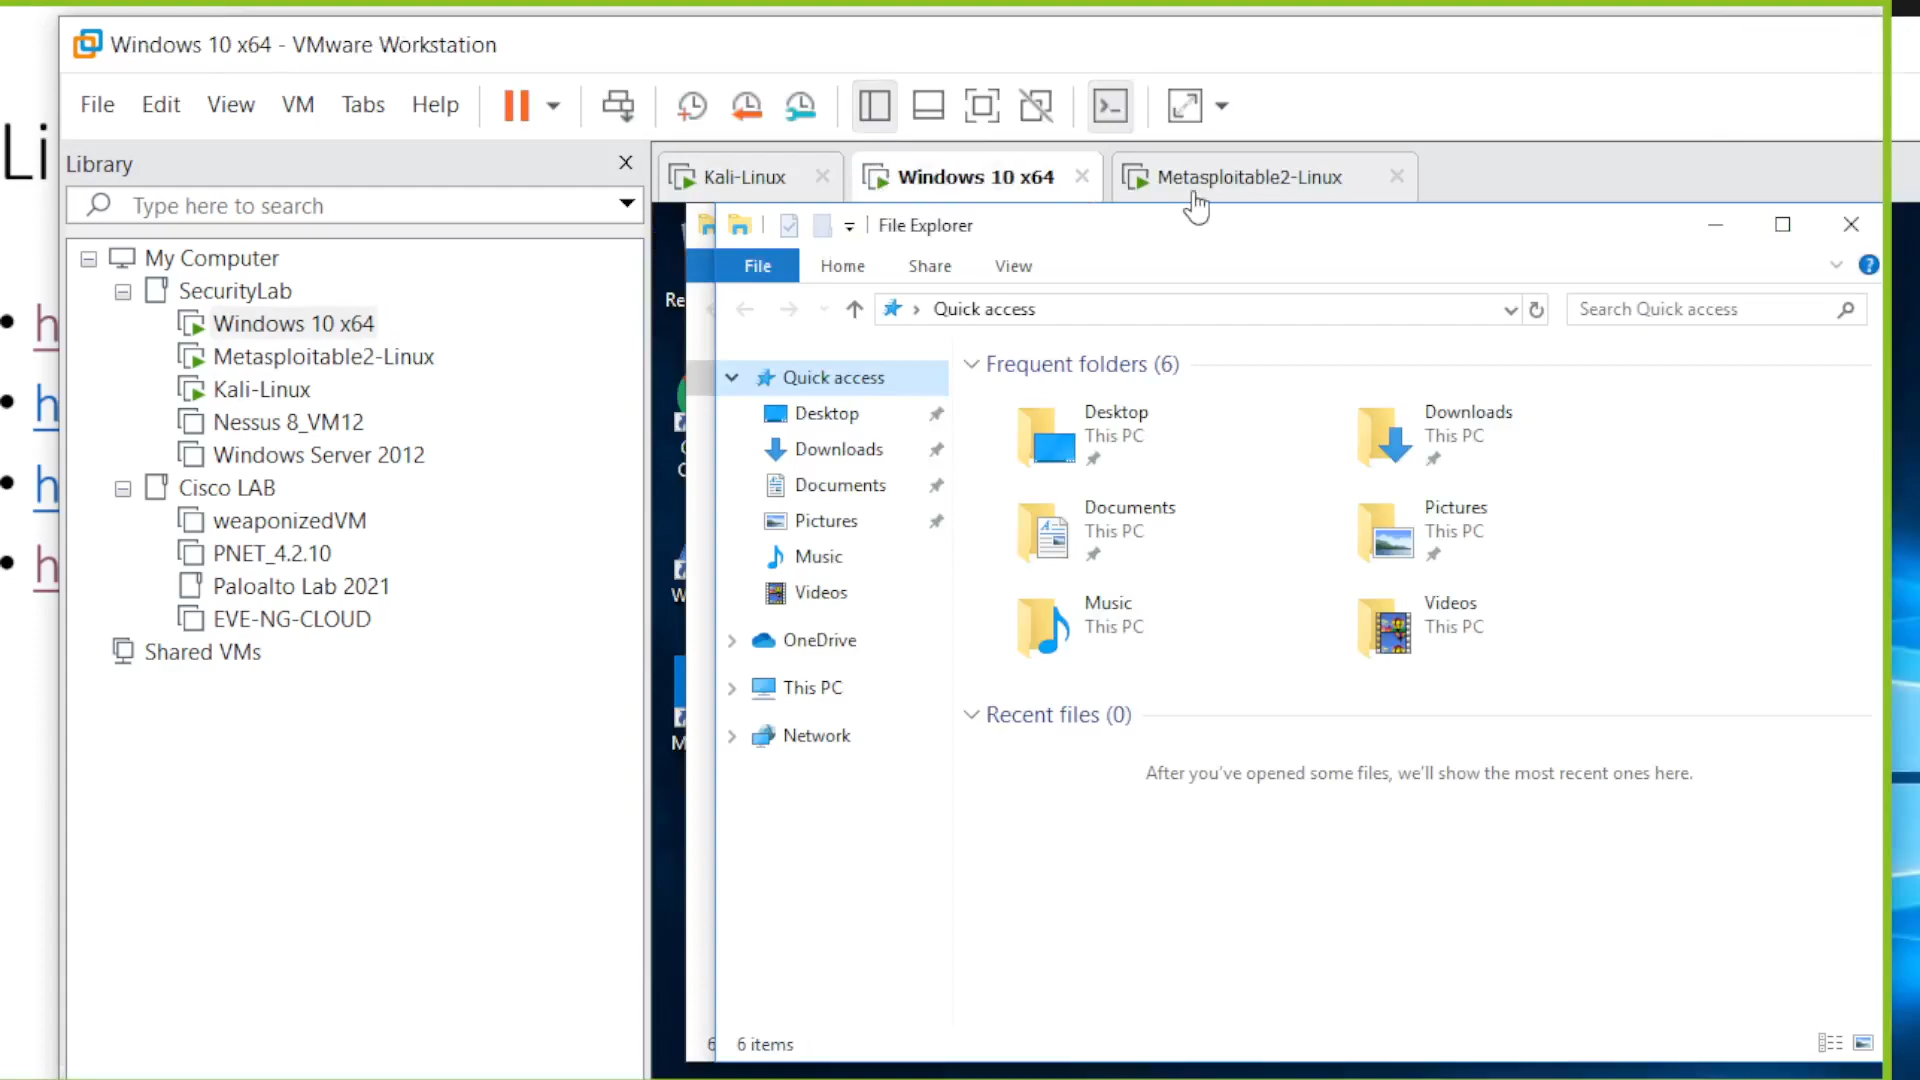 Windows 10 x64 - VMware Workstation
File Edit View VM Tabs Help
Li
Library
Type here to search
My Computer
SecurityLab
Windows 10 x64
Metasploitable2-Linux
Kali-Linux
Nessus 8_VM12
Windows Server 2012
Cisco LAB
weaponizedVM
PNET_4.2.10
Paloalto Lab 2021
EVE-NG-CLOUD
Shared VMs
h
h
h
h
Kali-Linux
Windows 10 x64
Metasploitable2-Linux
File Explorer
File Home Share View
Quick access
Search Quick access
Re
Quick access
Desktop
Downloads
Documents
Pictures
Music
Videos
OneDrive
This PC
Network
Frequent folders (6)
Desktop
This PC
Downloads
This PC
Documents
This PC
Pictures
This PC
Music
This PC
Videos
This PC
Recent files (0)
After you've opened some files, we'll show the most recent ones here.
6 items